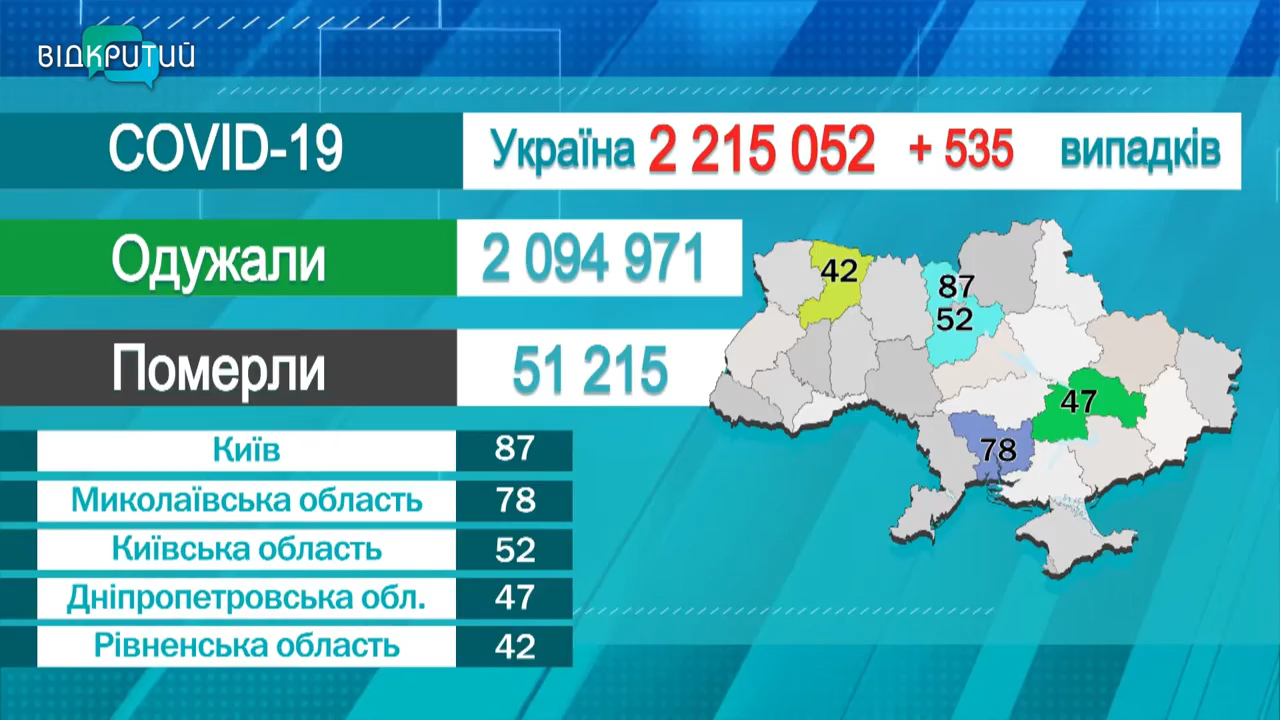 ВІДКРИТИЙ
COVID-19 Україна 2 215 052 + 535 випадків
Одужали 2 094 971
Померли 51 215
Київ 87
Миколаївська область 78
Київська область 52
Дніпропетровська обл. 47
Рівненська область 42
42
87
52
47
78